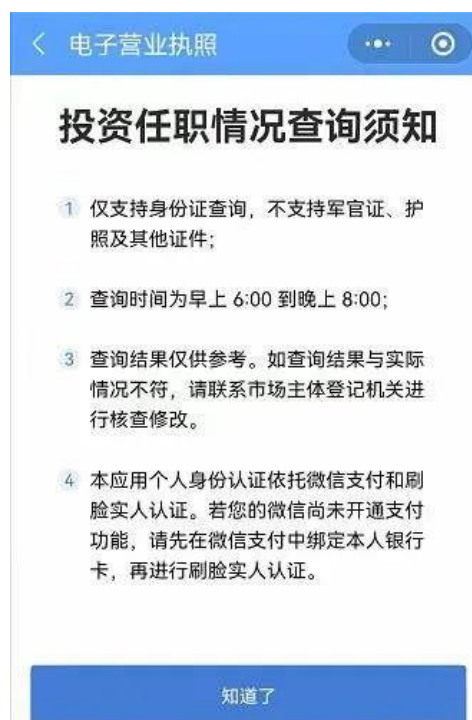 电子营业执照
投资任职情况查询须知
1 仅支持身份证查询，不支持军官证、护
照及其他证件；
2 查询时间为早上 6:00 到晚上 8:00；
3 查询结果仅供参考。如查询结果与实际
情况不符，请联系市场主体登记机关进
行核查修改。
4 本应用个人身份认证依托微信支付和刷
脸实人认证。若您的微信尚未开通支付
功能，请先在微信支付中绑定本人银行
卡，再进行刷脸实人认证。
知道了